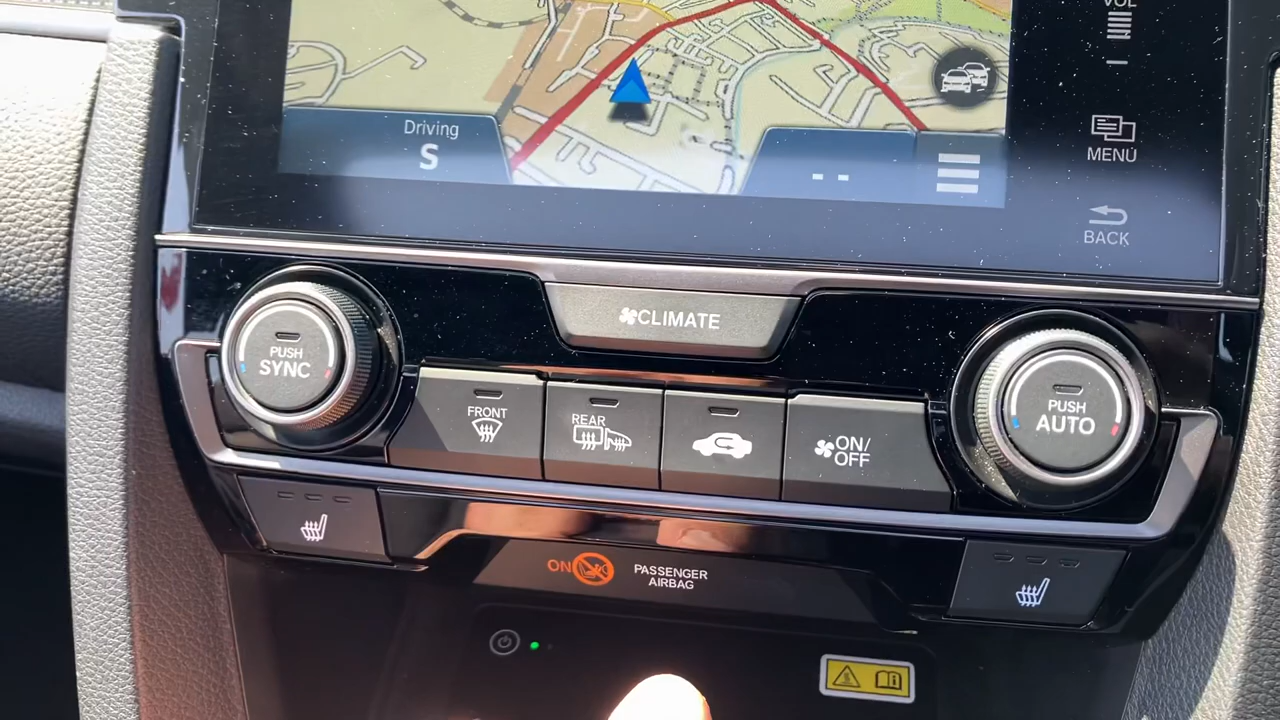 VOL
Driving
S
- -
MENU
BACK
CLIMATE
PUSH
SYNC
FRONT
REAR
ON/
OFF
PUSH
AUTO
ON
PASSENGER
AIRBAG